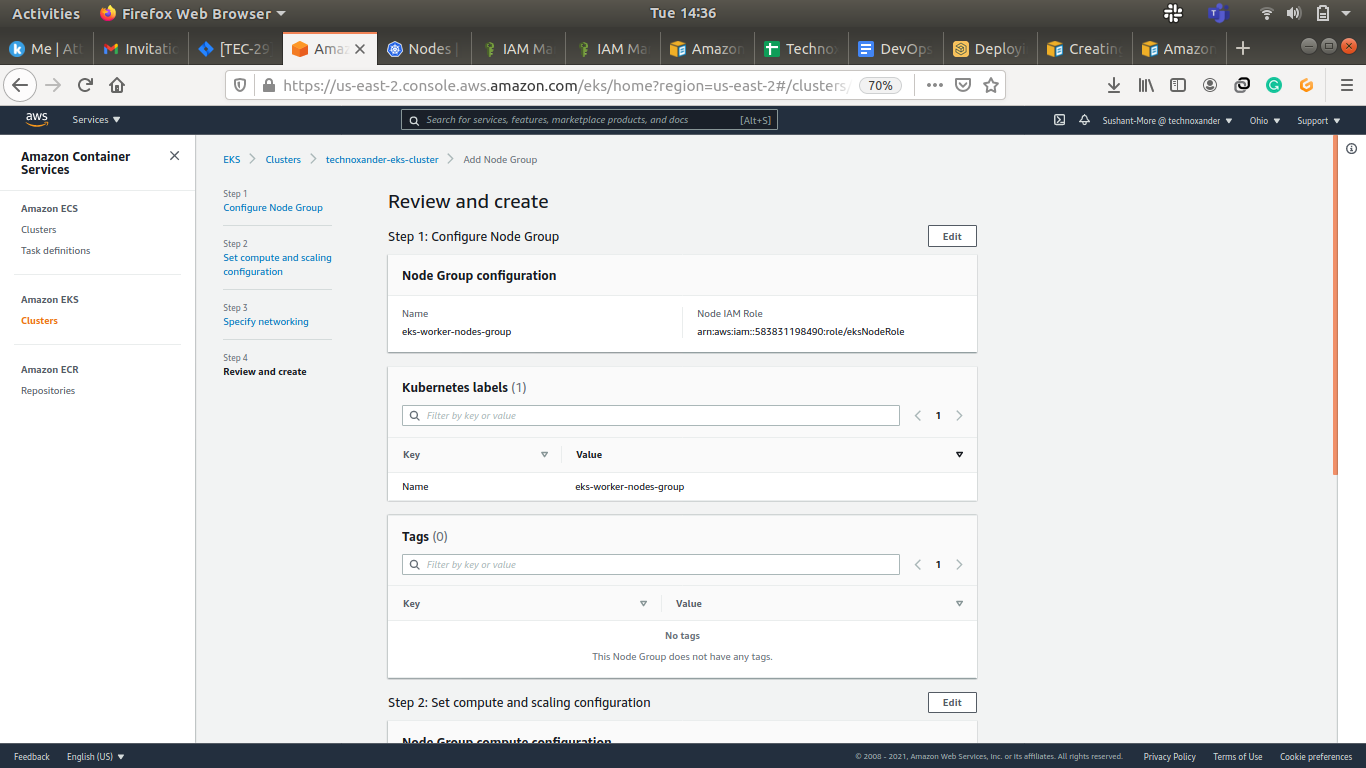 Activities Firefox Web Browser Tue 14:36
Me | Atl Invitatio [TEC-29 Amaz Nodes | IAM Ma IAM Ma Amazon Technox DevOps Deployi Creatin Amazon
https://us-east-2.console.aws.amazon.com/eks/home?region=us-east-2#/clusters/ 70%
aws Services Search for services, features, marketplace products, and docs [Alt+S] Sushant-More @ technoxander Ohio Support
Amazon Container
Services
Amazon ECS
Clusters
Task definitions
Amazon EKS
Clusters
Amazon ECR
Repositories
EKS Clusters technoxander-eks-cluster Add Node Group
Step 1
Configure Node Group
Step 2
Set compute and scaling
configuration
Step 3
Specify networking
Step 4
Review and create
Review and create
Step 1: Configure Node Group Edit
Node Group configuration
Name Node IAM Role
eks-worker-nodes-group arn:aws:iam::583831198490:role/eksNodeRole
Kubernetes labels (1)
Filter by key or value 1
Key Value
Name eks-worker-nodes-group
Tags (0)
Filter by key or value 1
Key Value
No tags
This Node Group does not have any tags.
Step 2: Set compute and scaling configuration Edit
Node Group compute configuration
Feedback English (US) © 2008 - 2021, Amazon Web Services, Inc. or its affiliates. All rights reserved. Privacy Policy Terms of Use Cookie preferences